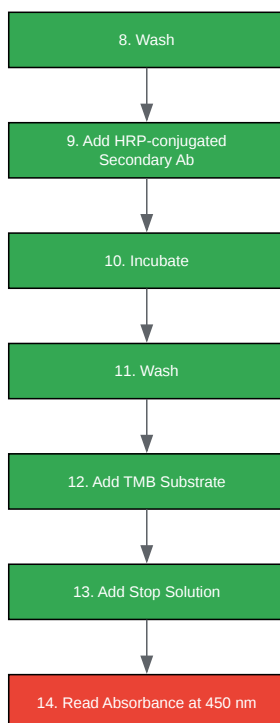 8. Wash
9. Add HRP-conjugated
Secondary Ab
10. Incubate
11. Wash
12. Add TMB Substrate
13. Add Stop Solution
14. Read Absorbance at 450 nm